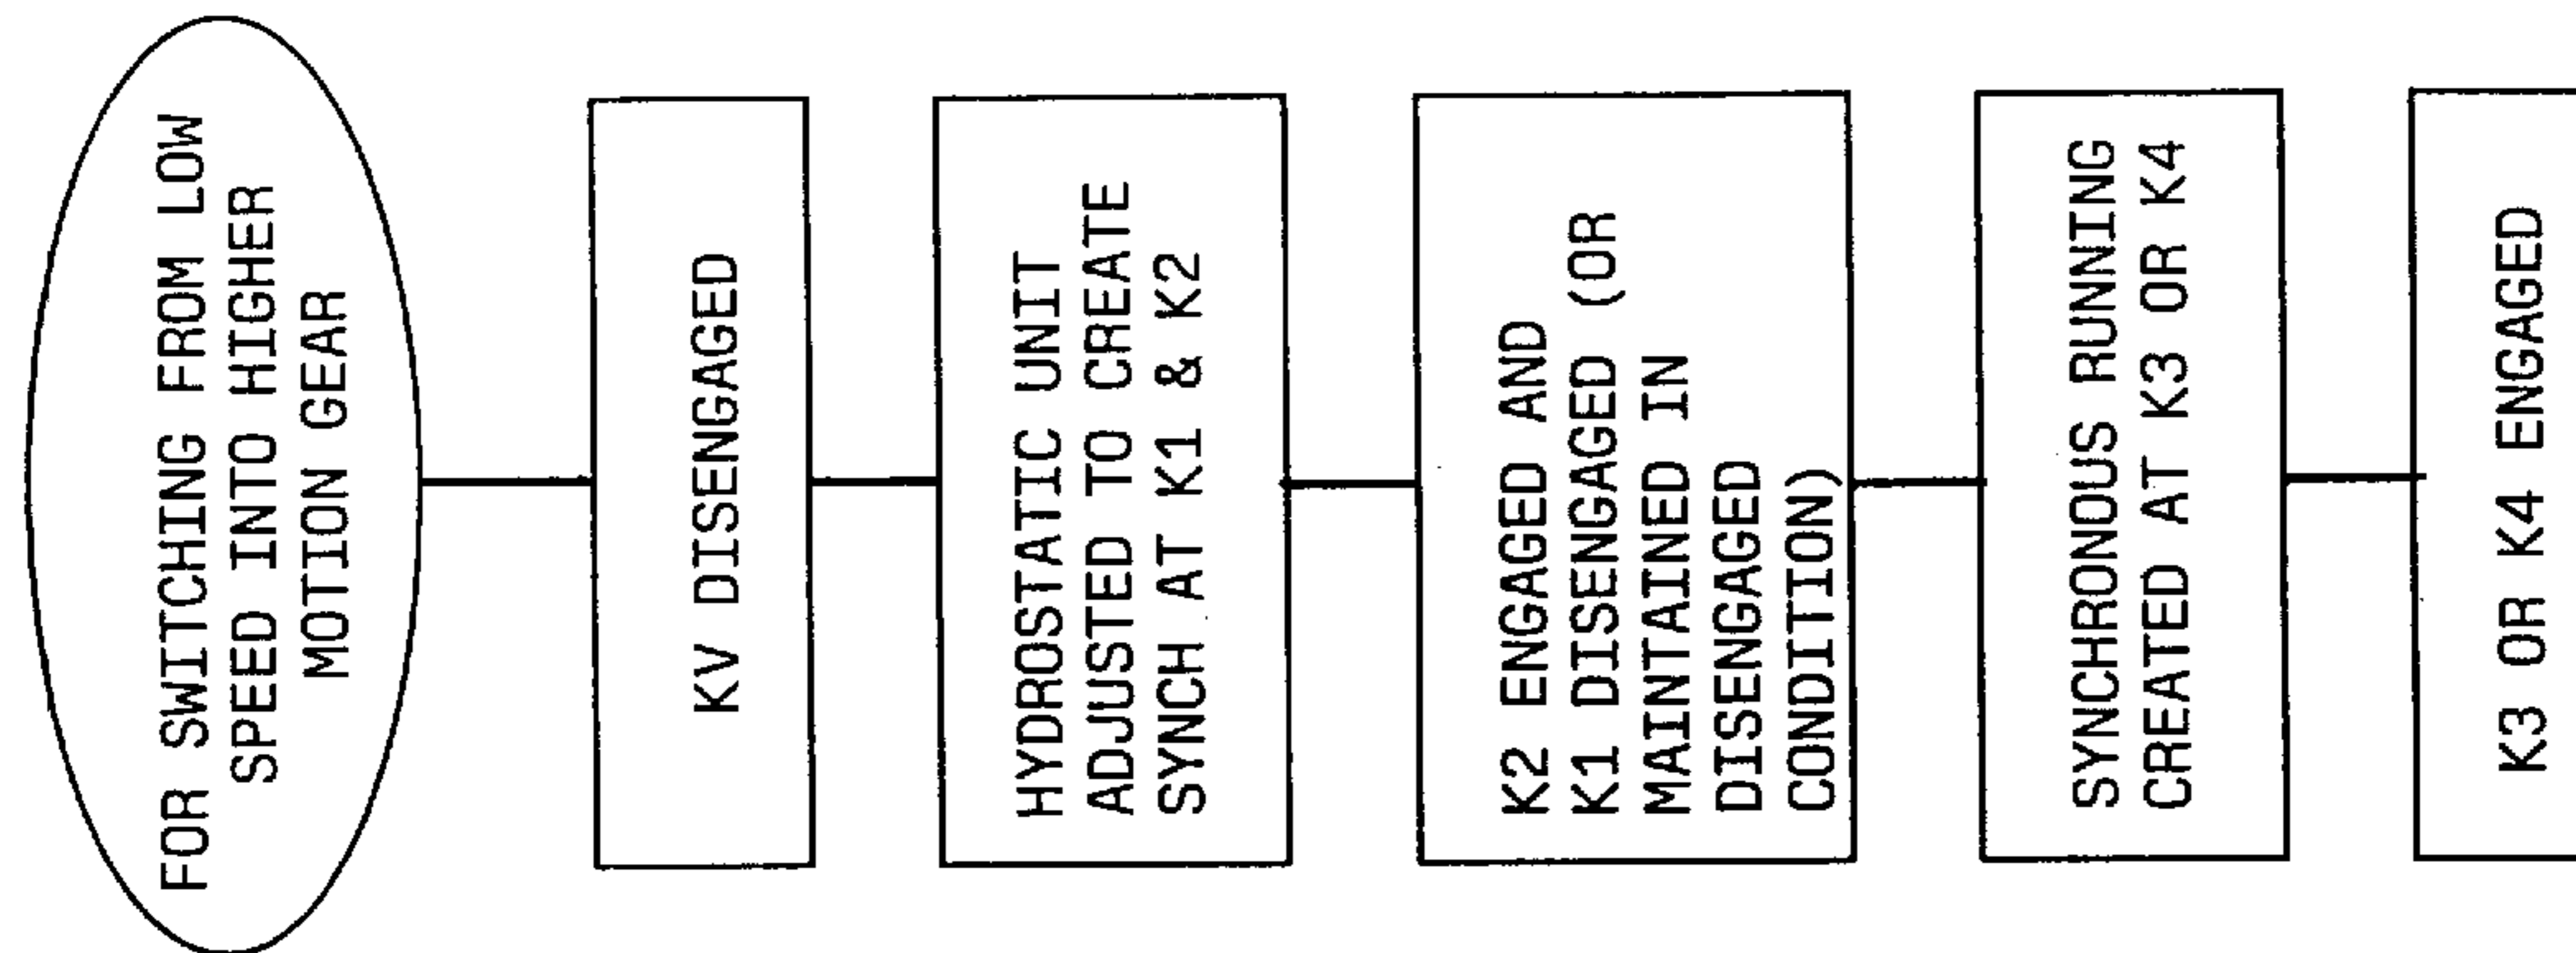 FOR SWITCHING FROM LOW
SPEED INTO HIGHER
MOTION GEAR
KV DISENGAGED
HYDROSTATIC UNIT
ADJUSTED TO CREATE
SYNCH AT K1 & K2
K2 ENGAGED AND
K1 DISENGAGED (OR
MAINTAINED IN
DISENGAGED
CONDITION)
SYNCHRONOUS RUNNING
CREATED AT K3 OR K4
K3 OR K4 ENGAGED